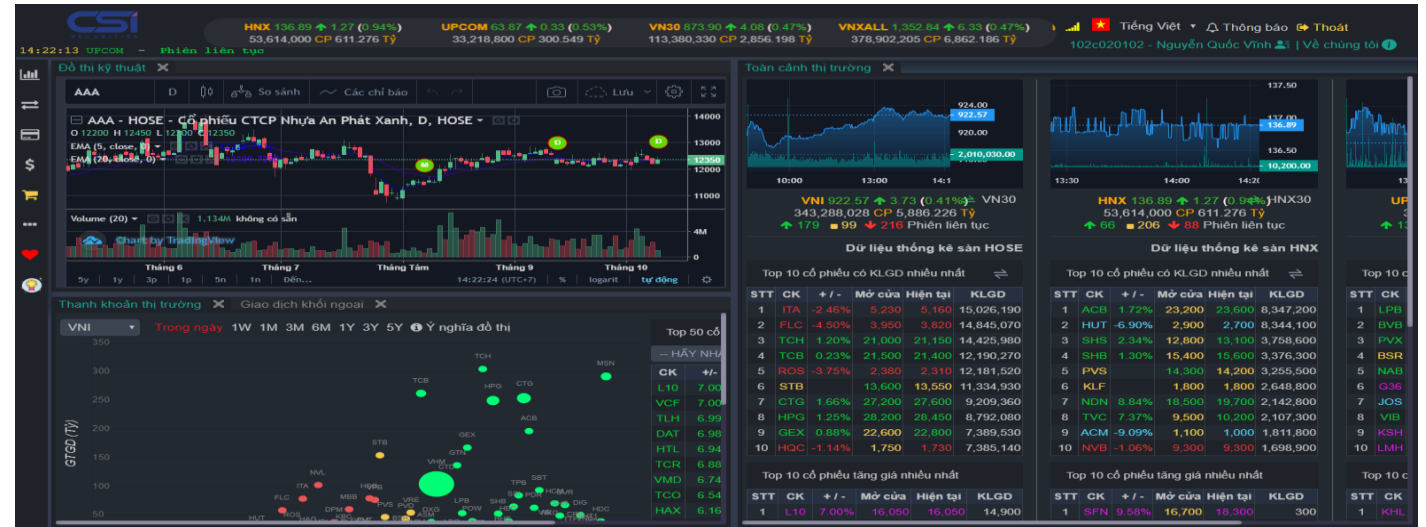 CSI
SECURITIES
HNX 136.89 1.27 (0.94%) UPCOM 63.87 0.33 (0.53%) VN30 873.90 4.08 (0.47%) VNXALL 1,352.84 6.33 (0.47%)
53,614,000 CP 611.276 Tỷ 33,218,800 CP 300.549 Tỷ 113,380,330 CP 2,856.198 Tỷ 378,902,205 CP 6,862.186 Tỷ
Tiếng Việt Thông báo Thoát
102c020102 - Nguyễn Quốc Vĩnh | Về chúng tôi
14:22:13 UPCOM - Phiên liên tục
Đồ thị kỹ thuật
AAA D So sánh Các chỉ báo Lưu
AAA - HOSE - Cổ phiếu CTCP Nhựa An Phát Xanh, D, HOSE
O 12200 H 12450 L 12200 C 12350
EMA (5, close, 0)
EMA (20, close, 0)
14000
13000
12350
12000
11000
M D D
Volume (20) 1.134M không có sẵn
4M
0
Chart by TradingView
Tháng 6 Tháng 7 Tháng Tám Tháng 9 Tháng 10
5y 1y 3p 1p 5n 1n Đến... 14:22:24 (UTC+7) % logarit tự động
Thanh khoản thị trường Giao dịch khối ngoại
VNI Trong ngày 1W 1M 3M 6M 1Y 3Y 5Y Ý nghĩa đồ thị
GTGD (Tỷ)
350
300
250
200
150
100
50
TCH
MSN
TCB
HPG
CTG
ACB
GEX
STB
GTN
VHM
CTD
NVL
ITA
TPB
SBT
FLC
MBB
PVS
PVD
VRE
LPB
SHB
PDR
DIG
HUT
ROS
DPM
DXG
POW
HDC
Top 50 cổ
-- HÃY NHẬ
CK +/-
L10 7.00
VCF 7.00
TLH 6.99
DAT 6.98
HTL 6.94
TCR 6.88
VMD 6.74
TCO 6.54
HAX 6.16
Toàn cảnh thị trường
924.00
922.57
920.00
2,010,030.00
10:00 13:00 14:1
VNI 922.57 3.73 (0.41%) VN30
343,288,028 CP 5,886.226 Tỷ
179 99 216 Phiên liên tục
Dữ liệu thống kê sàn HOSE
Top 10 cổ phiếu có KLGD nhiều nhất
STT CK + / - Mở cửa Hiện tại KLGD
1 ITA -2.46% 5,230 5,160 15,026,190
2 FLC -4.50% 3,950 3,820 14,845,070
3 TCH 1.20% 21,000 21,150 14,425,980
4 TCB 0.23% 21,500 21,400 12,190,270
5 ROS -3.75% 2,380 2,310 12,181,520
6 STB 13,600 13,550 11,334,930
7 CTG 1.66% 27,200 27,600 9,209,360
8 HPG 1.25% 28,200 28,450 8,792,080
9 GEX 0.88% 22,600 22,800 7,389,530
10 HQC -1.14% 1,750 1,730 7,385,140
Top 10 cổ phiếu tăng giá nhiều nhất
STT CK + / - Mở cửa Hiện tại KLGD
1 L10 7.00% 16,050 16,050 14,900
137.50
137.00
136.89
136.50
10,200.00
13:30 14:00 14:2
HNX 136.89 1.27 (0.94%) HNX30
53,614,000 CP 611.276 Tỷ
66 206 88 Phiên liên tục
Dữ liệu thống kê sàn HNX
Top 10 cổ phiếu có KLGD nhiều nhất
STT CK + / - Mở cửa Hiện tại KLGD
1 ACB 1.72% 23,200 23,600 8,347,200
2 HUT -6.90% 2,900 2,700 8,344,100
3 SHS 2.34% 12,800 13,100 3,758,600
4 SHB 1.30% 15,400 15,600 3,376,300
5 PVS 14,300 14,200 3,255,500
6 KLF 1,800 1,800 2,648,800
7 NDN 8.84% 18,500 19,700 2,142,800
8 TVC 7.37% 9,500 10,200 2,107,300
9 ACM -9.09% 1,100 1,000 1,811,800
10 NVB -1.06% 9,300 9,300 1,698,900
Top 10 cổ phiếu tăng giá nhiều nhất
STT CK + / - Mở cửa Hiện tại KLGD
1 SFN 9.58% 16,700 18,300 300
13
UP
3
13
Top 10 c
STT CK
1 LPB
2 BVB
3 PVX
4 BSR
5 NAB
6 G36
7 JOS
8 VIB
9 KSH
10 LMH
Top 10 c
STT CK
1 KHL